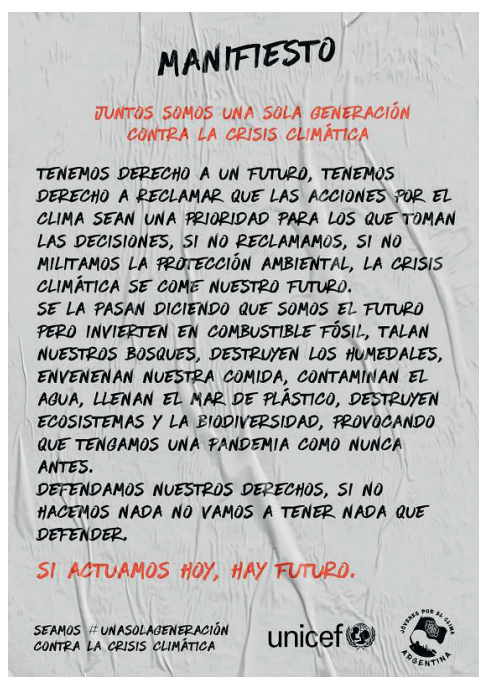 MANIFIESTO
JUNTOS SOMOS UNA SOLA GENERACIÓN
CONTRA LA CRISIS CLIMÁTICA
TENEMOS DERECHO A UN FUTURO, TENEMOS
DERECHO A RECLAMAR QUE LAS ACCIONES POR EL
CLIMA SEAN UNA PRIORIDAD PARA LOS QUE TOMAN
LAS DECISIONES, SI NO RECLAMAMOS, SI NO
MILITAMOS LA PROTECCIÓN AMBIENTAL, LA CRISIS
CLIMÁTICA SE COME NUESTRO FUTURO.
SE LA PASAN DICIENDO QUE SOMOS EL FUTURO
PERO INVIERTEN EN COMBUSTIBLE FÓSIL, TALAN
NUESTROS BOSQUES, DESTRUYEN LOS HUMEDALES,
ENVENENAN NUESTRA COMIDA, CONTAMINAN EL
AGUA, LLENAN EL MAR DE PLÁSTICO, DESTRUYEN
ECOSISTEMAS Y LA BIODIVERSIDAD, PROVOCANDO
QUE TENGAMOS UNA PANDEMIA COMO NUNCA
ANTES.
DEFENDAMOS NUESTROS DERECHOS, SI NO
HACEMOS NADA NO VAMOS A TENER NADA QUE
DEFENDER.
SI ACTUAMOS HOY, HAY FUTURO.
SEAMOS #UNASOLAGENERACIÓN
CONTRA LA CRISIS CLIMÁTICA
unicef
JÓVENES POR EL CLIMA
ARGENTINA